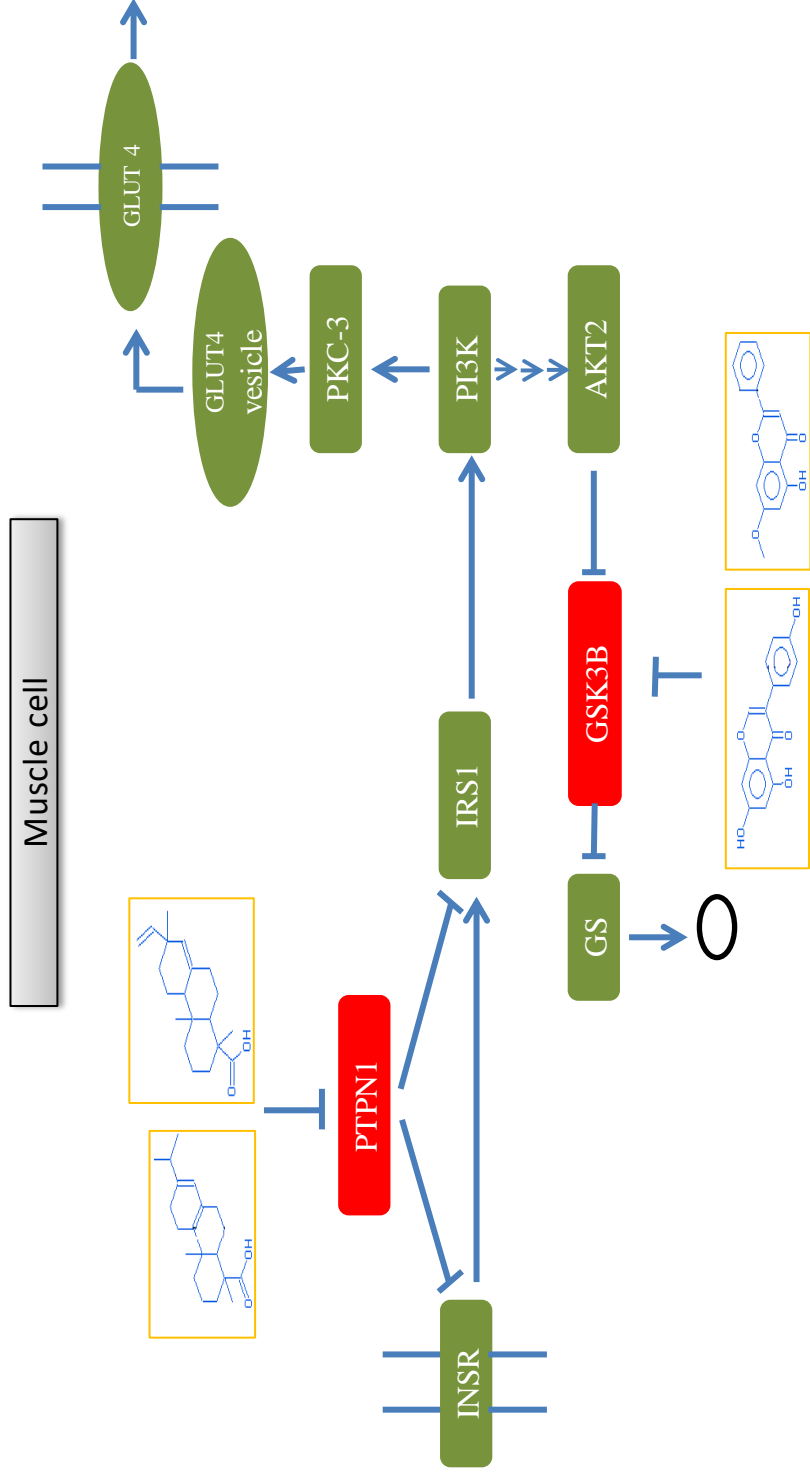 Muscle cell
INSR
PTPN1
IRS1
PI3K
PKC-3
GLUT4
vesicle
GLUT 4
AKT2
GSK3B
GS
O
OH
O
OH
HO
O
O
OH
OH
O
O
O
OH